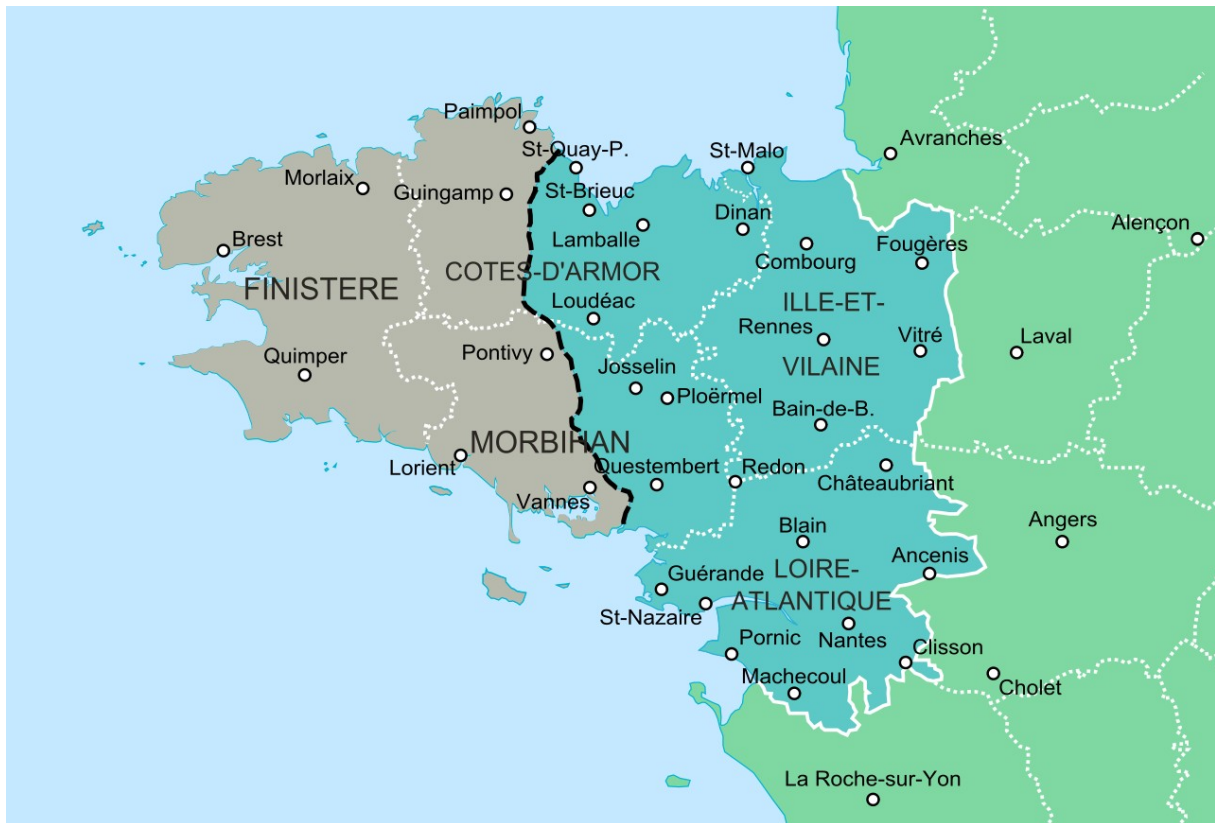 Paimpol
St-Quay-P.
St-Malo
Avranches
Morlaix
Guingamp
St-Brieuc
Dinan
Alençon
Brest
Lamballe
Combourg
Fougères
FINISTERE
COTES-D'ARMOR
Loudéac
ILLE-ET-
Rennes
Vitré
Laval
Quimper
Pontivy
Josselin
VILAINE
Ploërmel
Bain-de-B.
MORBIHAN
Lorient
Questembert
Redon
Châteaubriant
Vannes
Blain
Angers
Ancenis
Guérande
LOIRE-
ATLANTIQUE
St-Nazaire
Pornic
Nantes
Clisson
Machecoul
Cholet
La Roche-sur-Yon